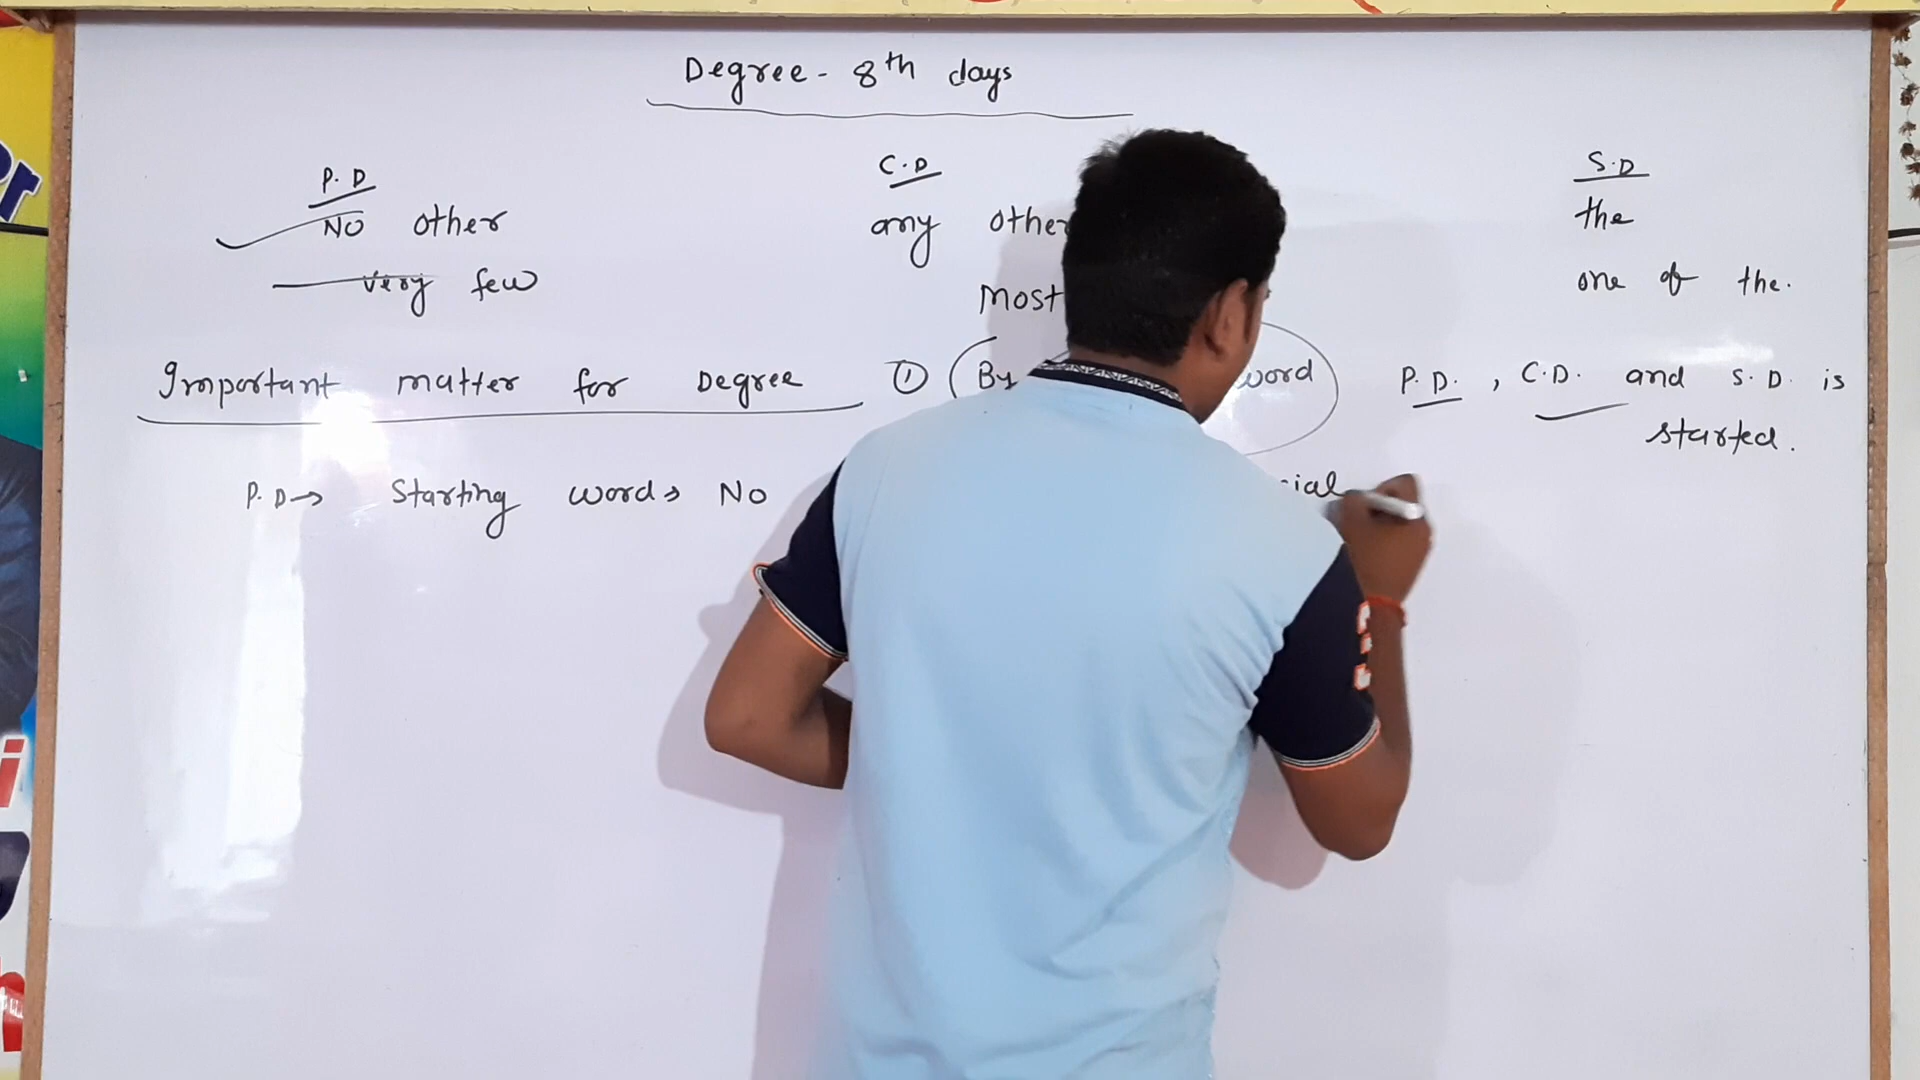 Degree - 8th days
P.D C.D S.D
NO other any other the
very few Most one of the.
Important matter for Degree ① By word P.D., C.D. and S.D. is
started.
P.D→ Starting words No